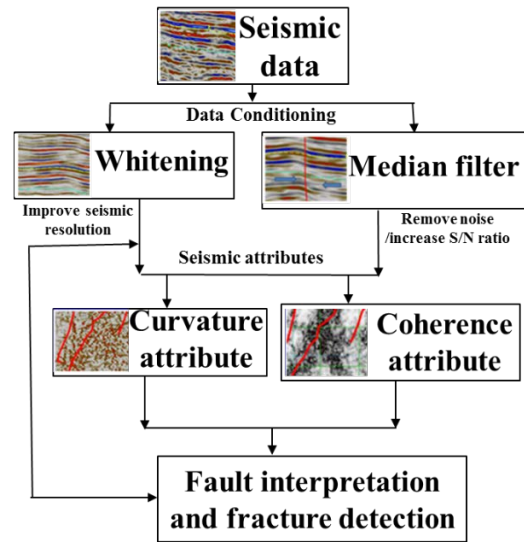 Seismic
data
Data Conditioning
Whitening
Median filter
Improve seismic
resolution
Remove noise
/increase S/N ratio
Seismic attributes
Curvature
attribute
Coherence
attribute
Fault interpretation
and fracture detection